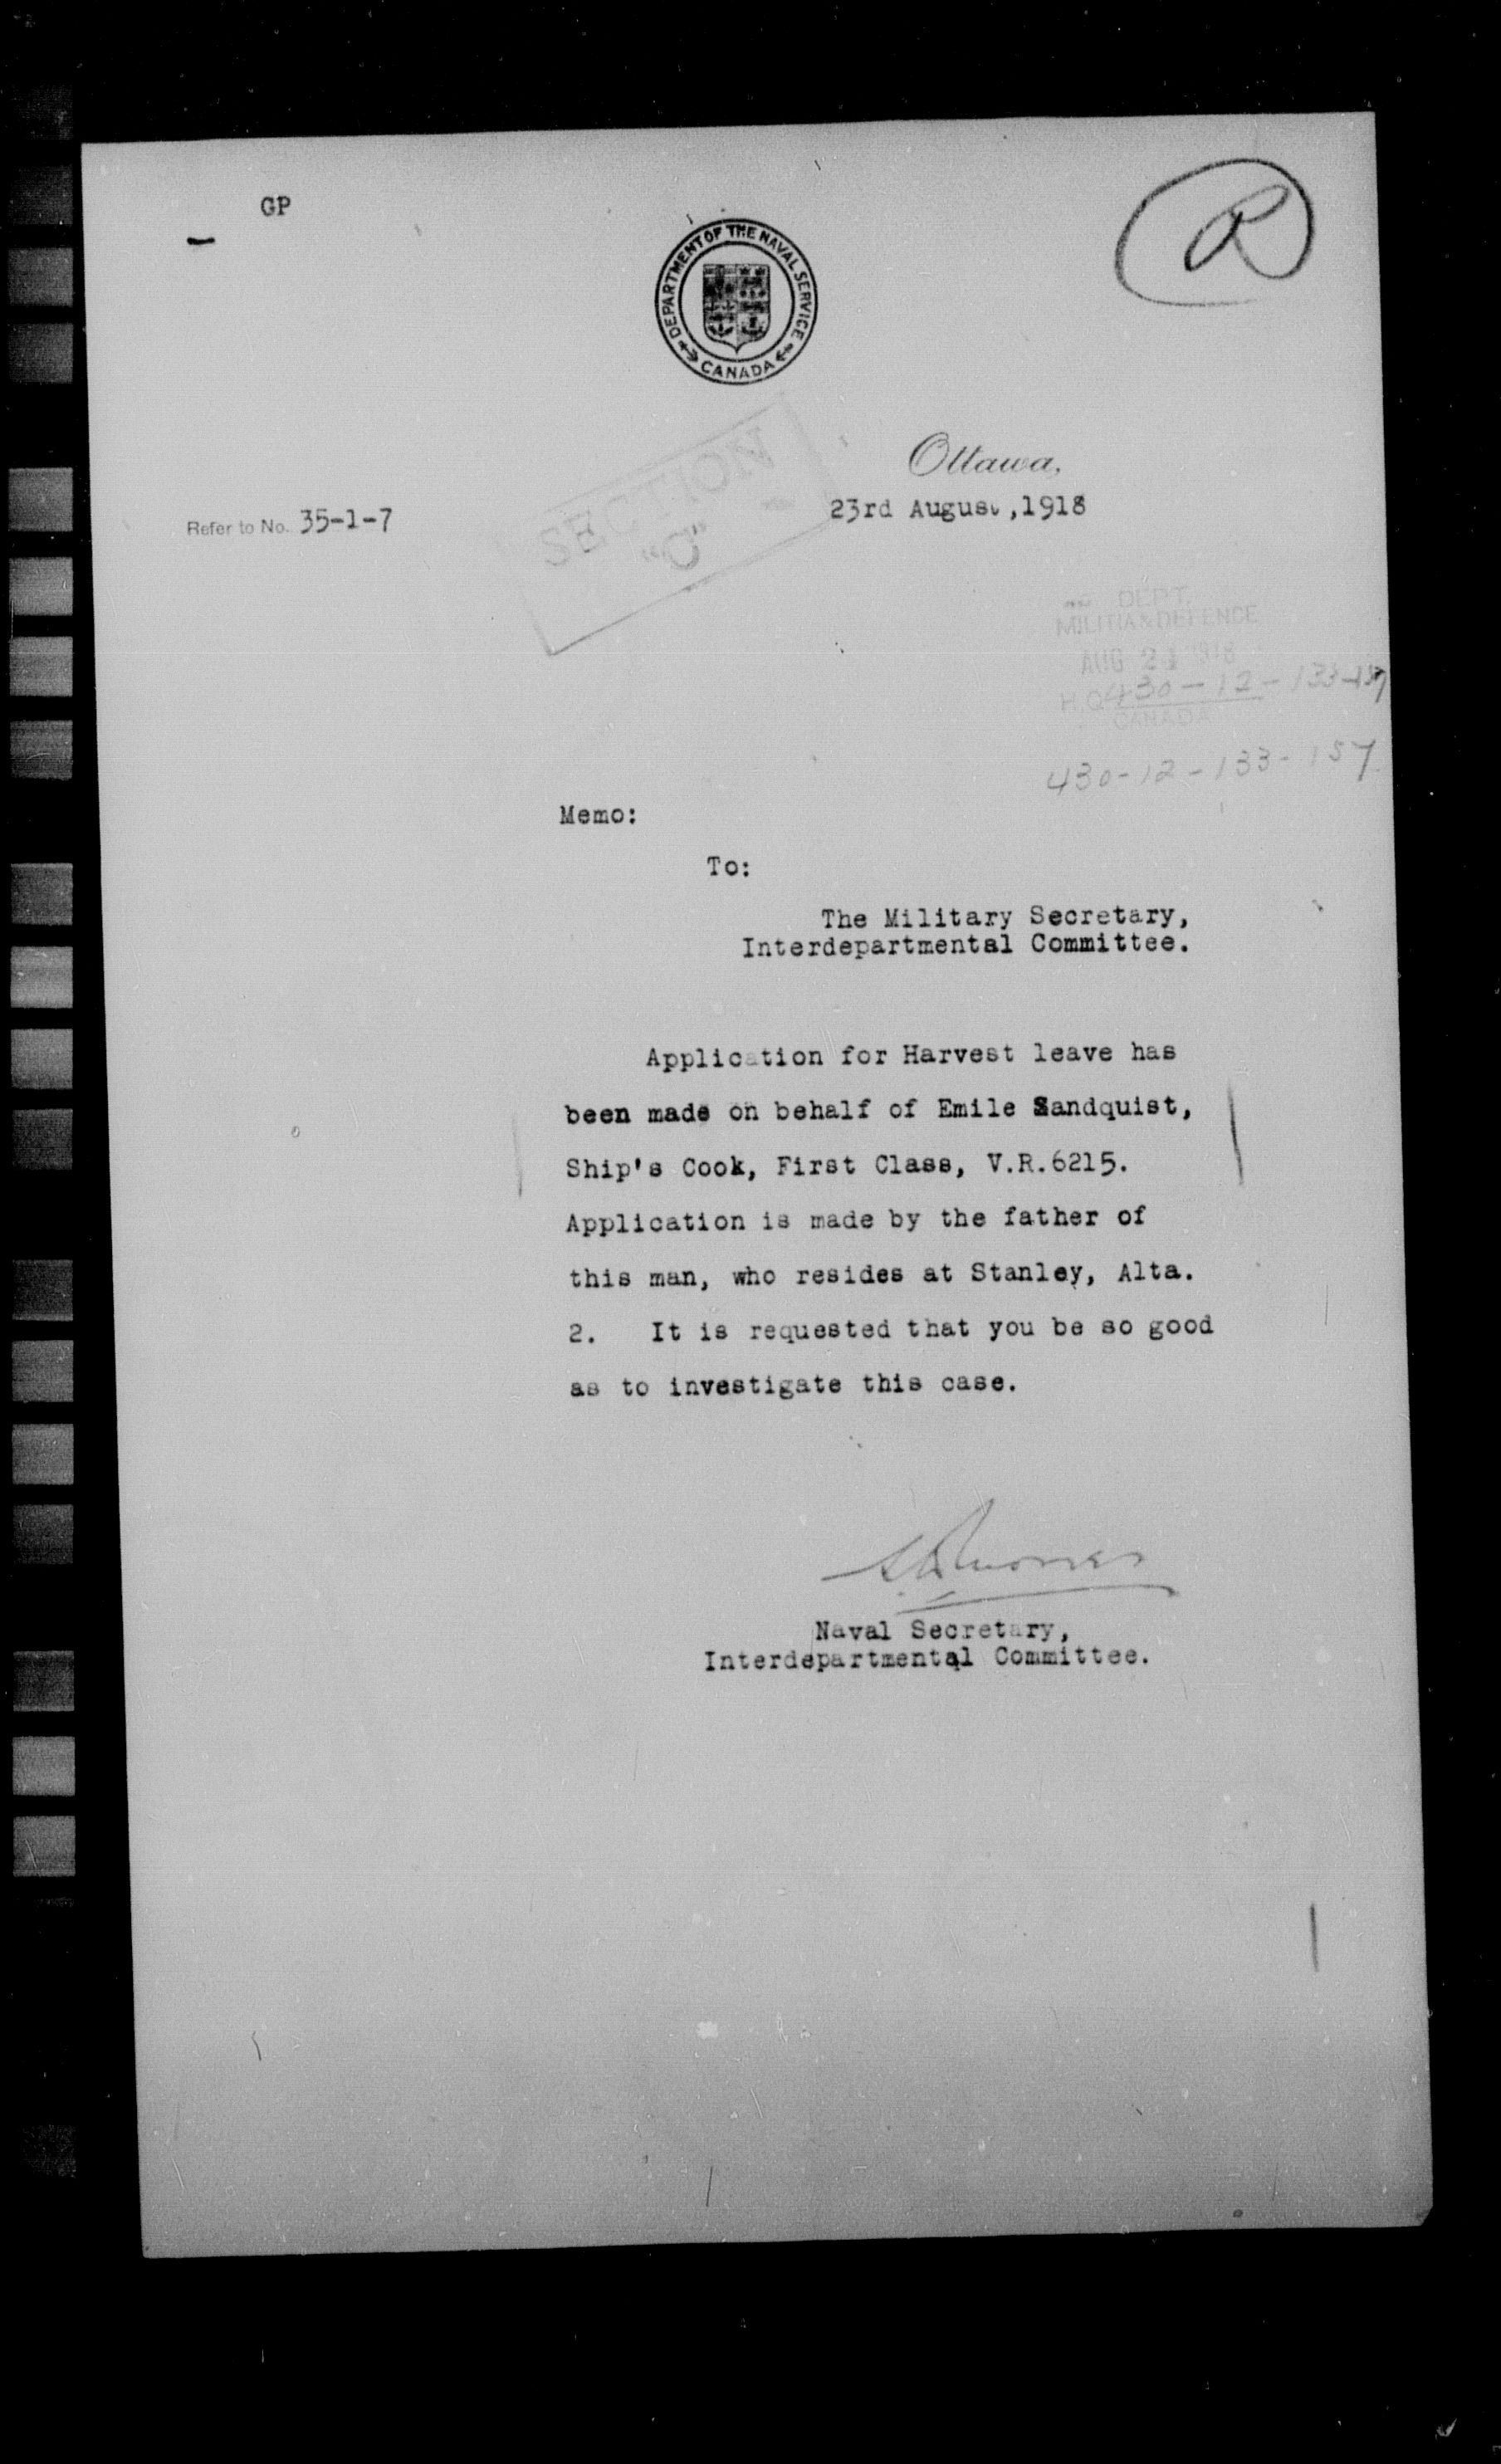 GP
R
DEPARTMENT OF THE NAVAL SERVICE
CANADA
Ottawa,
23rd August, 1918
Refer to No. 35-1-7
SECTION
"C"
DEPT.
MILITIA & DEFENCE
AUG 1918
H.Q. 430-12-133-157
CANADA
430-12-133-157
Memo:
To:
The Military Secretary,
Interdepartmental Committee.
Application for Harvest leave has
been made on behalf of Emile Sandquist,
Ship's Cook, First Class, V.R.6215.
Application is made by the father of
this man, who resides at Stanley, Alta.
2. It is requested that you be so good
as to investigate this case.
Naval Secretary,
Interdepartmental Committee.